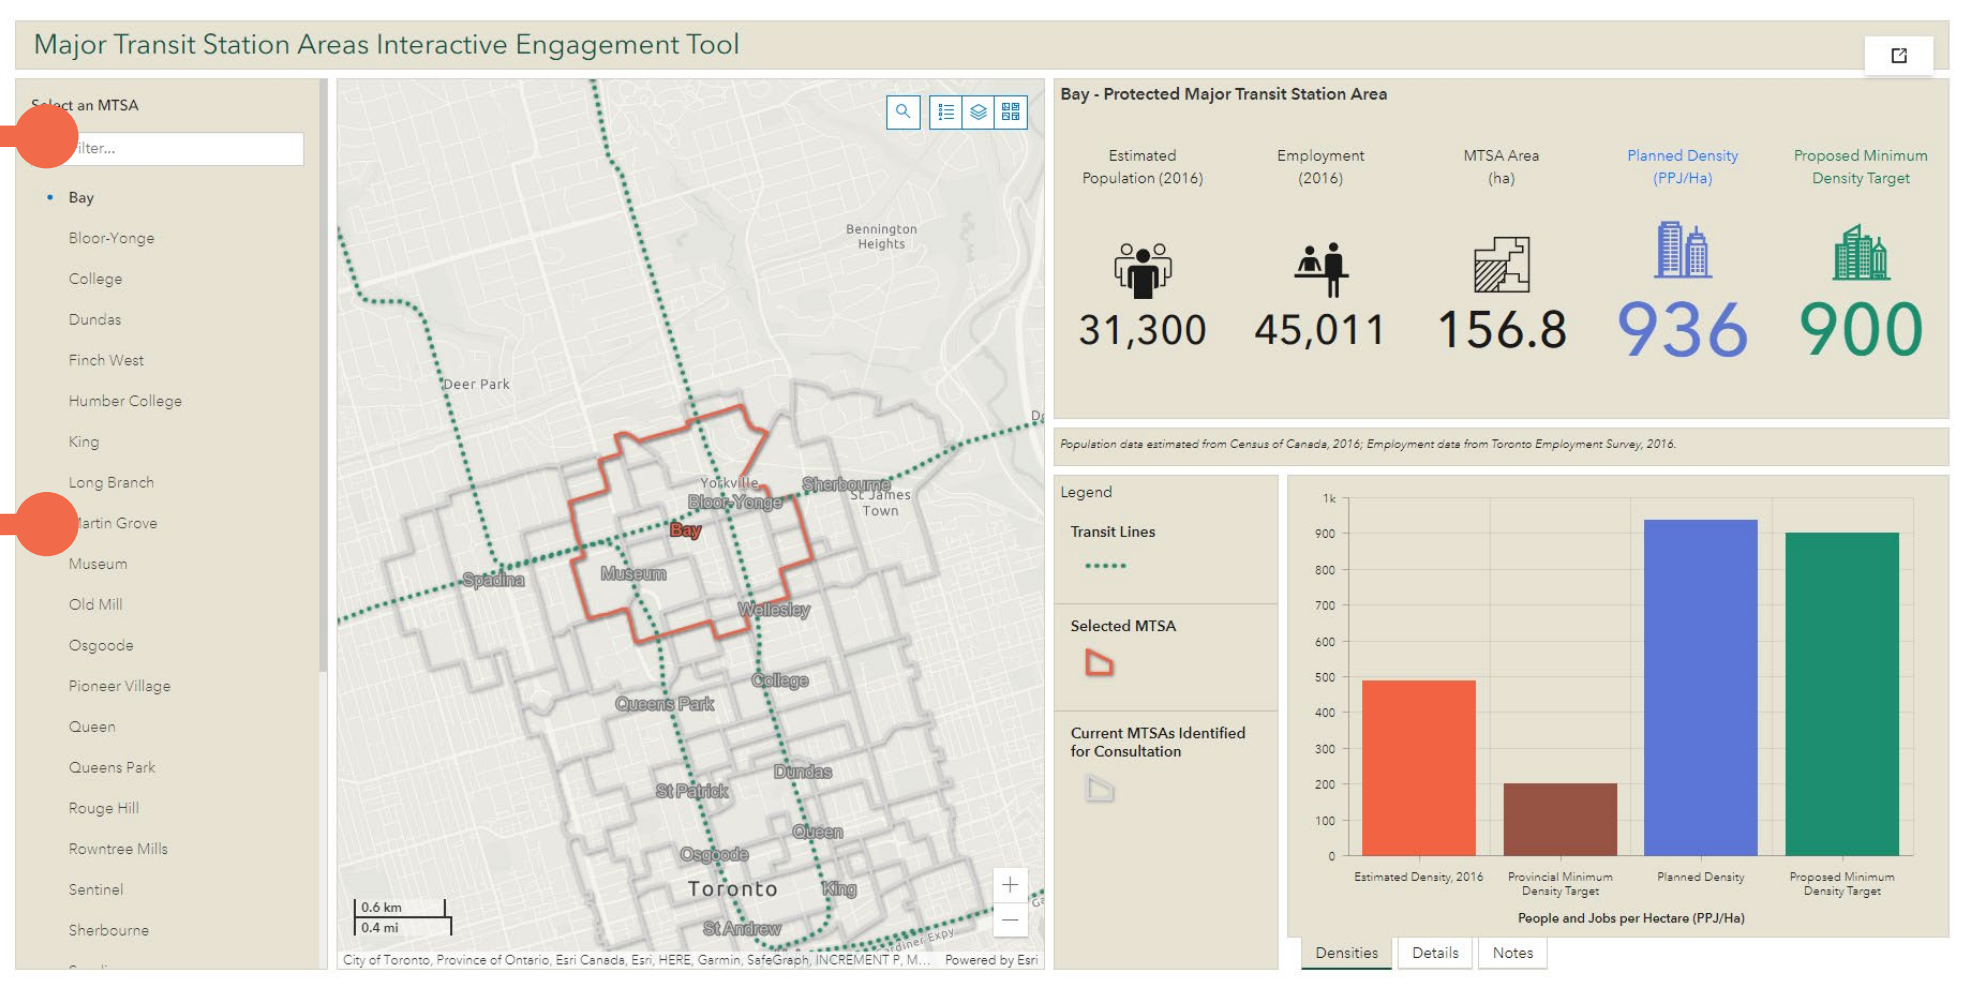 Major Transit Station Areas Interactive Engagement Tool
Select an MTSA
Filter...
Bay
Bloor-Yonge
College
Dundas
Finch West
Humber College
King
Long Branch
Martin Grove
Museum
Old Mill
Osgoode
Pioneer Village
Queen
Queens Park
Rouge Hill
Rowntree Mills
Sentinel
Sherbourne
Bennington
Heights
Deer Park
Yorkville
Sherbourne
Bloor-Yonge
St James
Town
Bay
Spadina
Museum
Wellesley
College
Queens Park
Dundas
St Patrick
Queen
Osgoode
Toronto
King
St Andrew
0.6 km
0.4 mi
City of Toronto, Province of Ontario, Esri Canada, Esri, HERE, Garmin, SafeGraph, INCREMENT P, M... Powered by Esri
Bay - Protected Major Transit Station Area
Estimated
Population (2016)
31,300
Employment
(2016)
45,011
MTSA Area
(ha)
156.8
Planned Density
(PPJ/Ha)
936
Proposed Minimum
Density Target
900
Population data estimated from Census of Canada, 2016; Employment data from Toronto Employment Survey, 2016.
Legend
Transit Lines
Selected MTSA
Current MTSAs Identified
for Consultation
1k
900
800
700
600
500
400
300
200
100
0
Estimated Density, 2016
Provincial Minimum
Density Target
Planned Density
Proposed Minimum
Density Target
People and Jobs per Hectare (PPJ/Ha)
Densities
Details
Notes